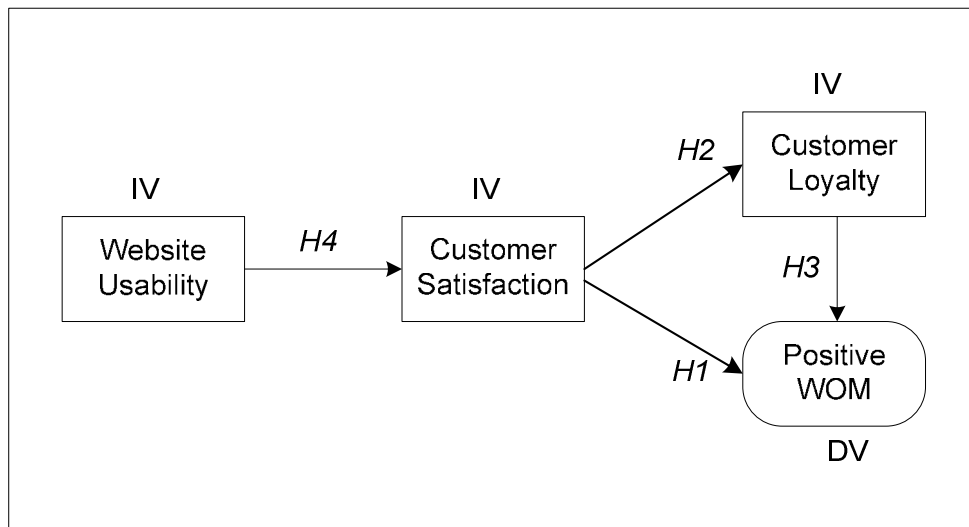 IV
Website
Usability
H4
IV
Customer
Satisfaction
H2
H1
IV
Customer
Loyalty
H3
Positive
WOM
DV